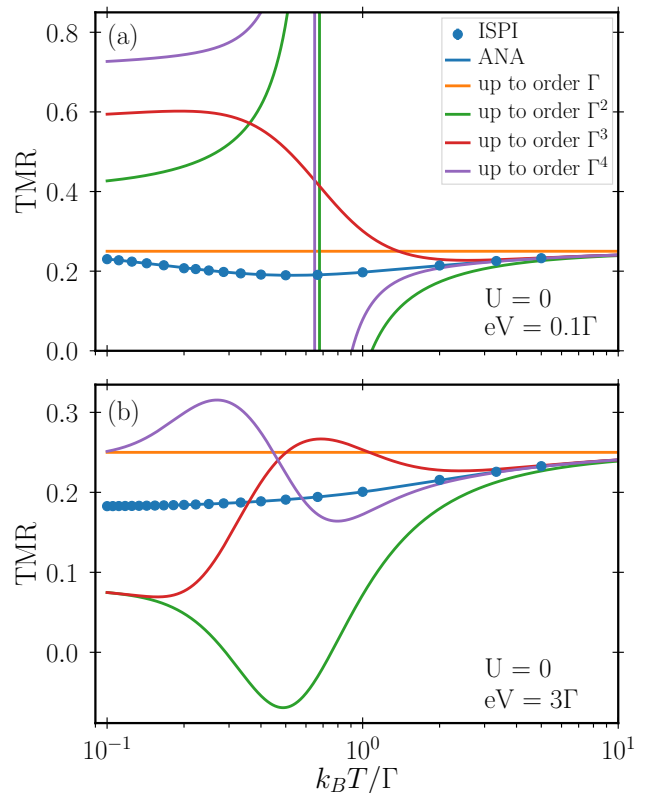 0.8
0.6
0.4
0.2
0.0
TMR
(a)
ISPI
ANA
up to order Γ
up to order Γ²
up to order Γ³
up to order Γ⁴
U = 0
eV = 0.1Γ
0.3
0.2
0.1
0.0
TMR
(b)
U = 0
eV = 3Γ
10⁻¹
10⁰
10¹
k_BT/Γ